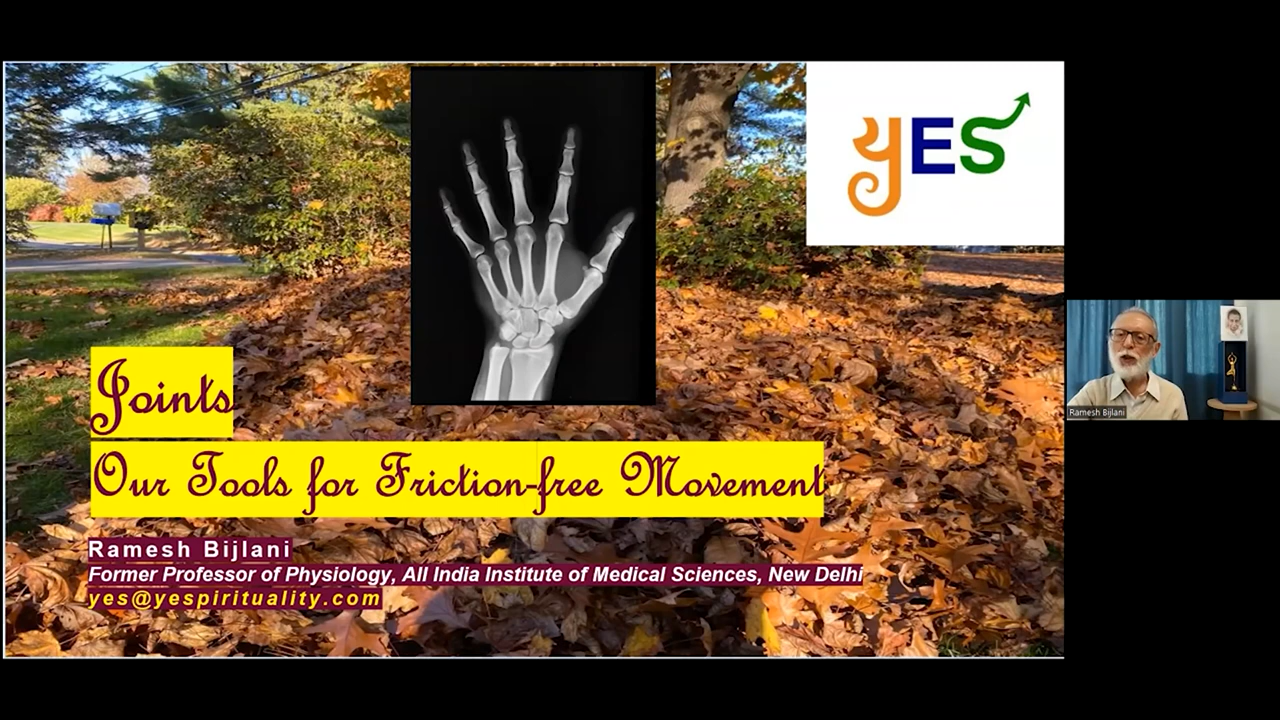 YES
Joints
Our Tools for Friction-free Movement
Ramesh Bijlani
Former Professor of Physiology, All India Institute of Medical Sciences, New Delhi
yes@yespirituality.com
Ramesh Bijlani